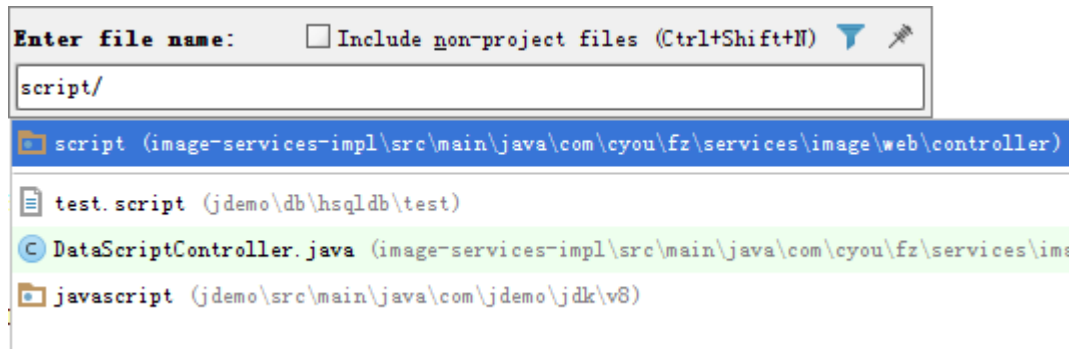 Enter file name: Include non-project files (Ctrl+Shift+N)
script/
script (image-services-impl\src\main\java\com\cyou\fz\services\image\web\controller)
test.script (jdemo\db\hsqldb\test)
C DataScriptController.java (image-services-impl\src\main\java\com\cyou\fz\services\ima
javascript (jdemo\src\main\java\com\jdemo\jdk\v8)